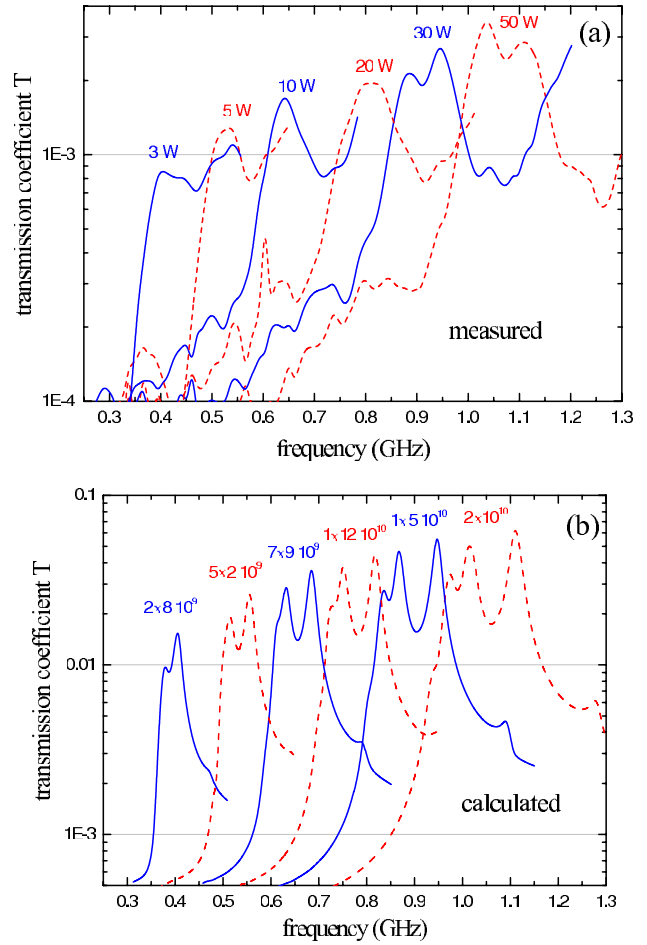 (a)
50 W
30 W
20 W
10 W
5 W
3 W
1E-3
1E-4
transmission coefficient T
measured
0.3 0.4 0.5 0.6 0.7 0.8 0.9 1.0 1.1 1.2 1.3
frequency (GHz)
0.1
(b)
2x10¹⁰
1x5 10¹⁰
1x12 10¹⁰
7x9 10⁹
5x2 10⁹
2x8 10⁹
0.01
1E-3
transmission coefficient T
calculated
0.3 0.4 0.5 0.6 0.7 0.8 0.9 1.0 1.1 1.2 1.3
frequency (GHz)